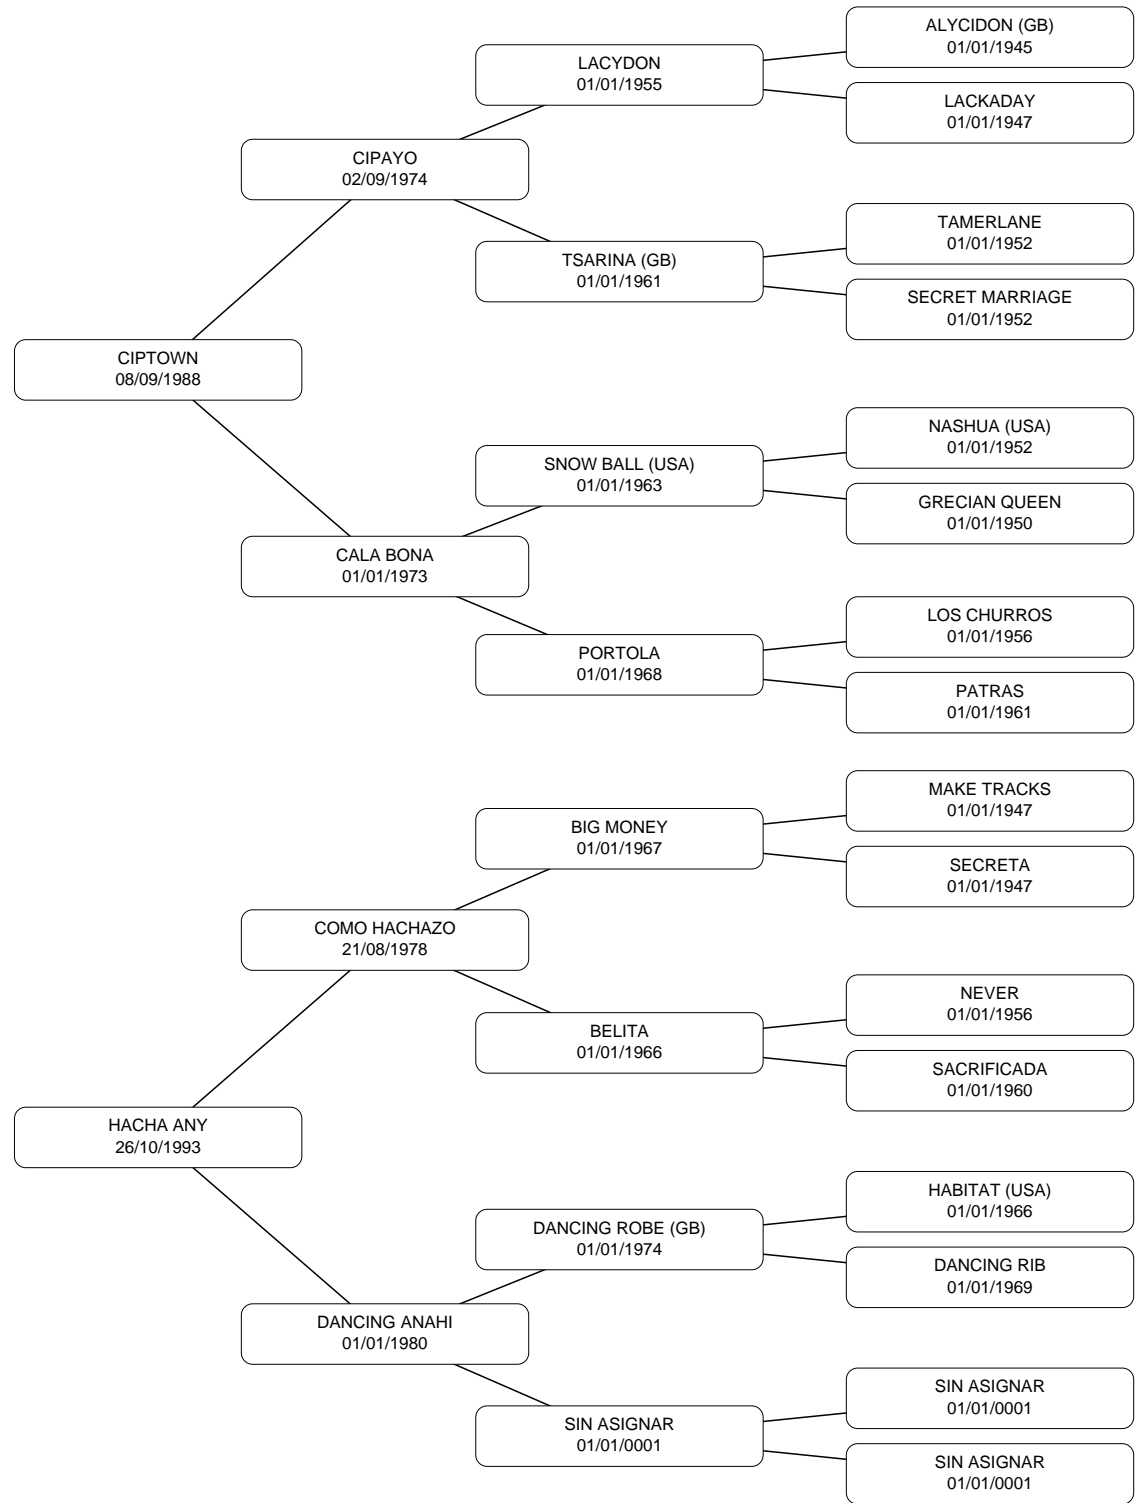 ALYCIDON (GB)
01/01/1945
LACYDON
01/01/1955
LACKADAY
01/01/1947
CIPAYO
02/09/1974
TAMERLANE
01/01/1952
TSARINA (GB)
01/01/1961
SECRET MARRIAGE
01/01/1952
CIPTOWN
08/09/1988
NASHUA (USA)
01/01/1952
SNOW BALL (USA)
01/01/1963
GRECIAN QUEEN
01/01/1950
CALA BONA
01/01/1973
LOS CHURROS
01/01/1956
PORTOLA
01/01/1968
PATRAS
01/01/1961
MAKE TRACKS
01/01/1947
BIG MONEY
01/01/1967
SECRETA
01/01/1947
COMO HACHAZO
21/08/1978
NEVER
01/01/1956
BELITA
01/01/1966
SACRIFICADA
01/01/1960
HACHA ANY
26/10/1993
HABITAT (USA)
01/01/1966
DANCING ROBE (GB)
01/01/1974
DANCING RIB
01/01/1969
DANCING ANAHI
01/01/1980
SIN ASIGNAR
01/01/0001
SIN ASIGNAR
01/01/0001
SIN ASIGNAR
01/01/0001